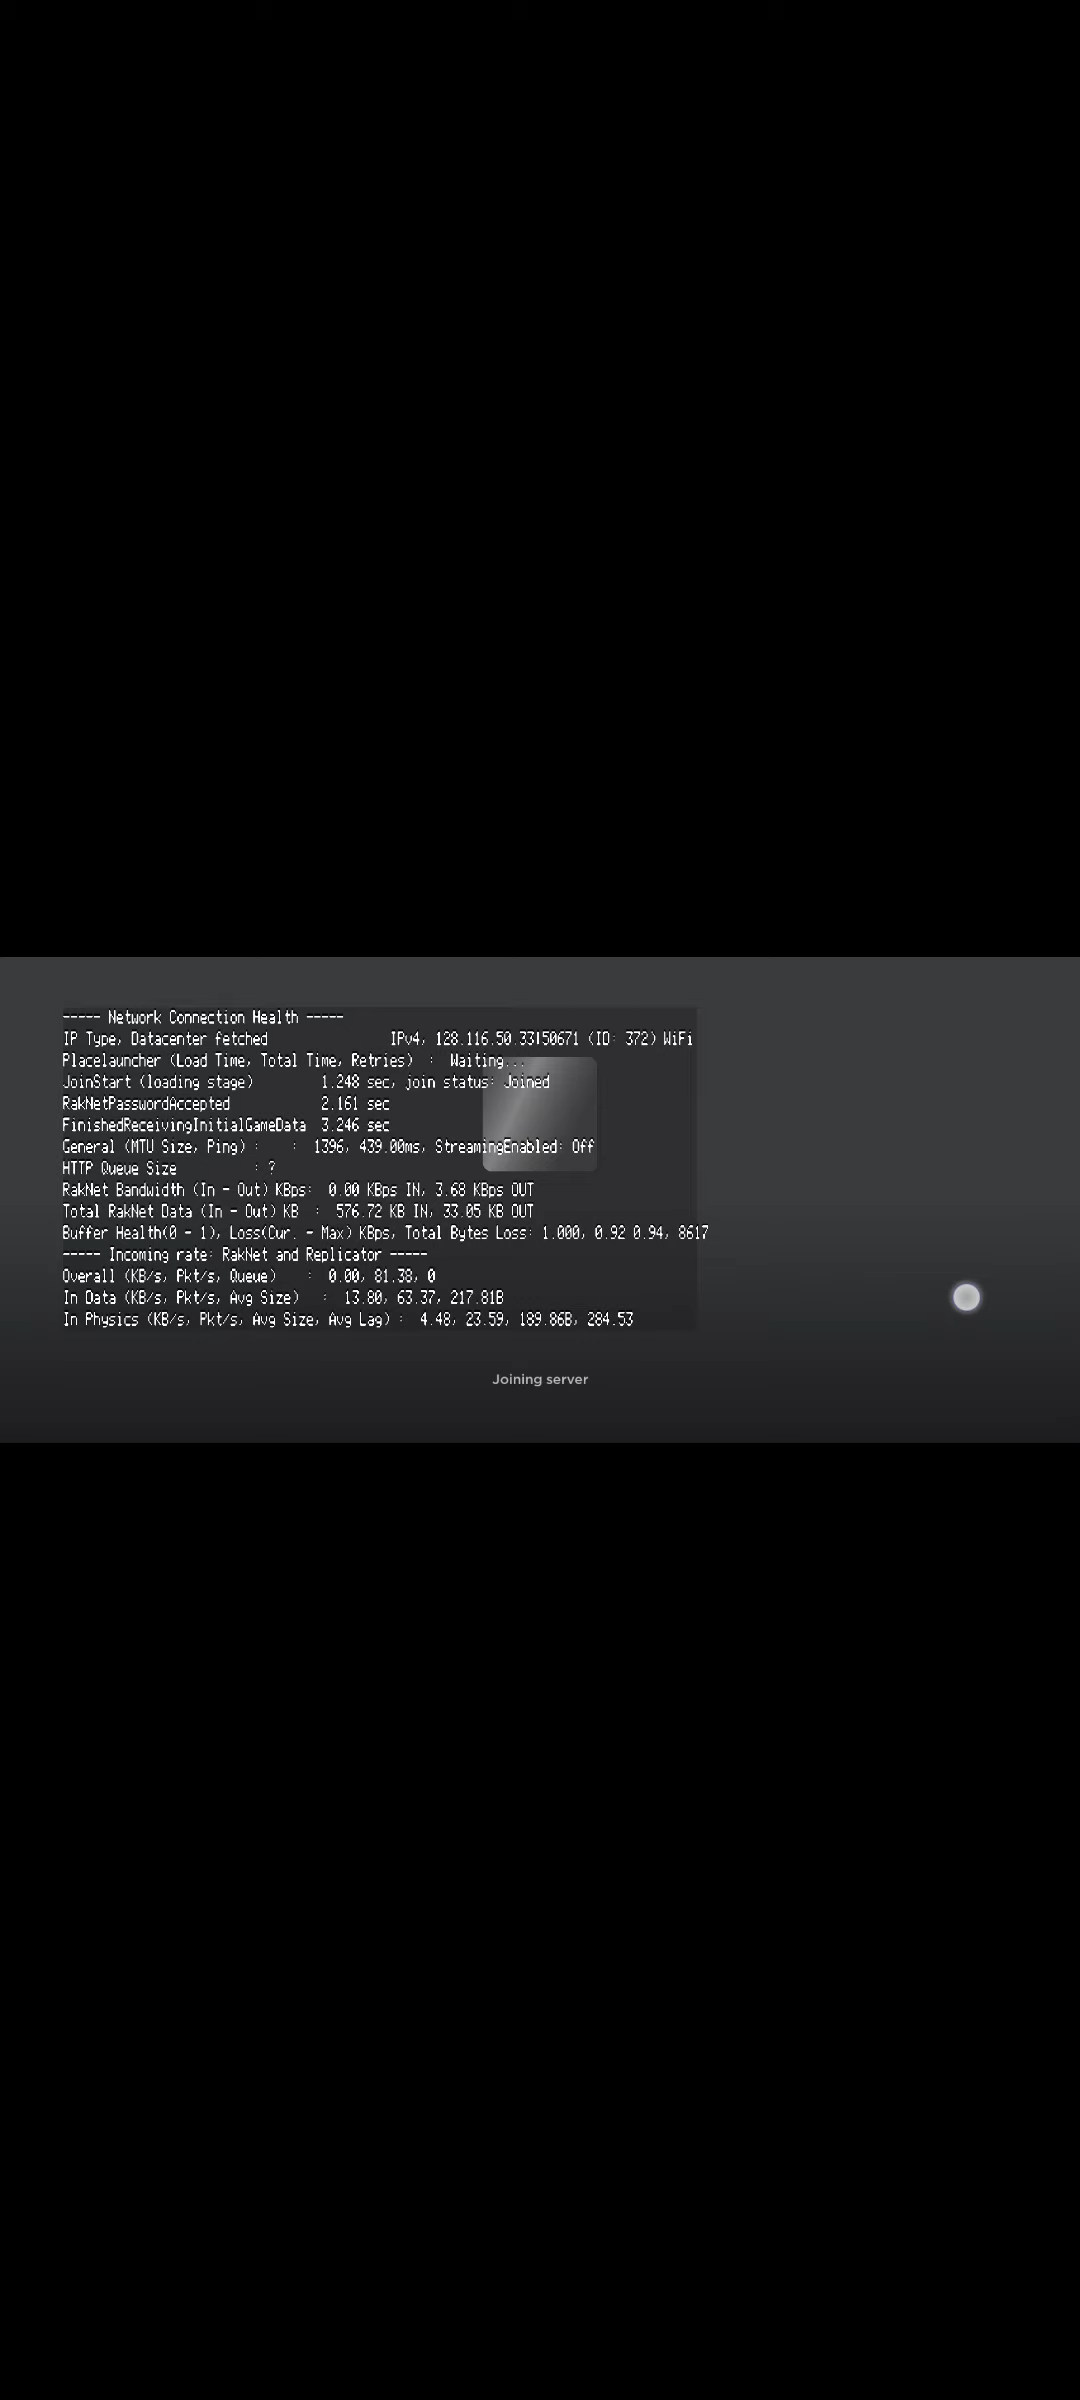 ----- Network Connection Health -----
IP Type, Datacenter fetched IPv4, 128.116.50.33|50671 (ID: 372) WiFi
Placelauncher (Load Time, Total Time, Retries) : Waiting...
JoinStart (loading stage) 1.248 sec, join status: Joined
RakNetPasswordAccepted 2.161 sec
FinishedReceivingInitialGameData 3.246 sec
General (MTU Size, Ping) : : 1396, 439.00ms, StreamingEnabled: Off
HTTP Queue Size : ?
RakNet Bandwidth (In - Out) KBps: 0.00 KBps IN, 3.68 KBps OUT
Total RakNet Data (In - Out) KB : 576.72 KB IN, 33.05 KB OUT
Buffer Health(0 - 1), Loss(Cur. - Max) KBps, Total Bytes Loss: 1.000, 0.92 0.94, 8617
----- Incoming rate: RakNet and Replicator -----
Overall (KB/s, Pkt/s, Queue) : 0.00, 81.38, 0
In Data (KB/s, Pkt/s, Avg Size) : 13.80, 63.37, 217.81B
In Physics (KB/s, Pkt/s, Avg Size, Avg Lag) : 4.48, 23.59, 189.86B, 284.53
Joining server